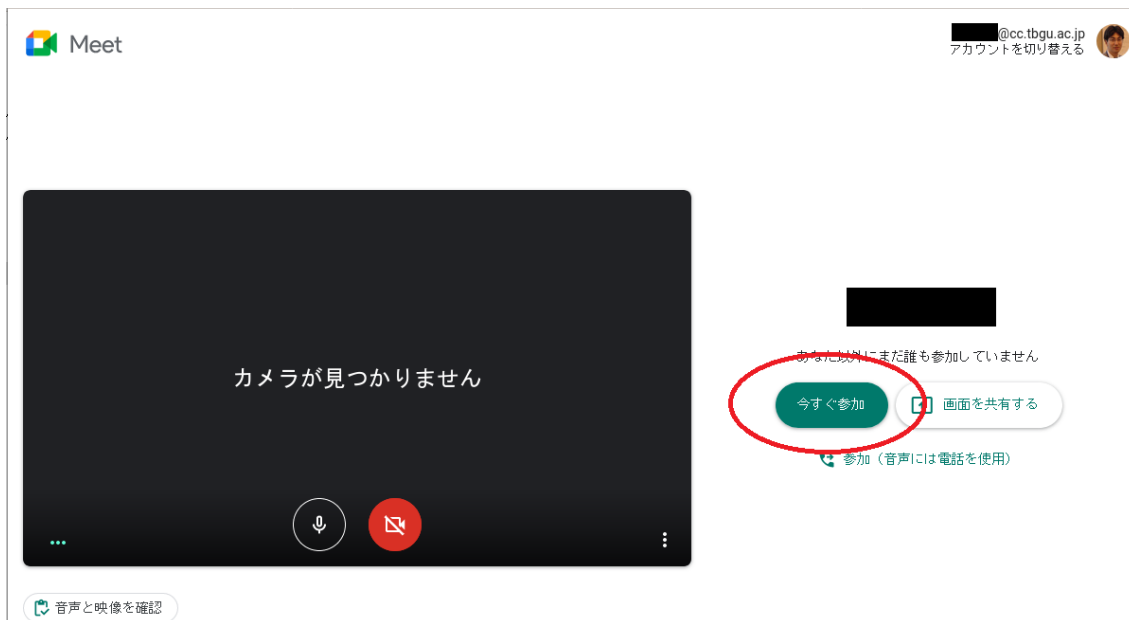 Meet
@cc.tbgu.ac.jp
アカウントを切り替える
カメラが見つかりません
あなた以外にまだ誰も参加していません
今すぐ参加
画面を共有する
参加（音声には電話を使用）
音声と映像を確認